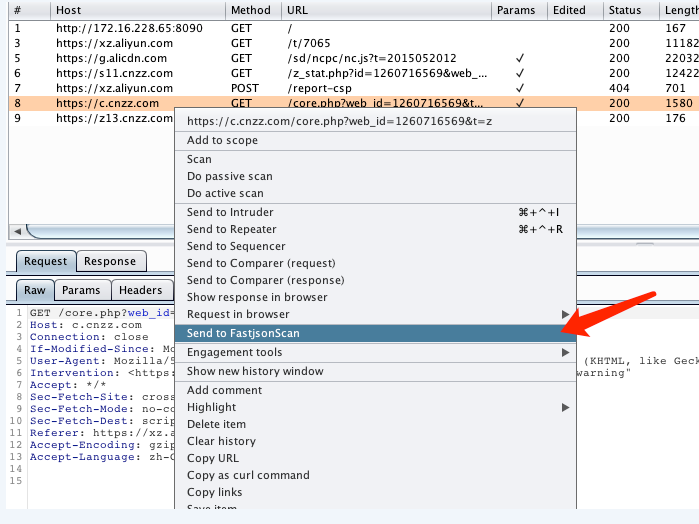 # Host Method URL Params Edited Status Length
1 http://172.16.228.65:8090 GET / 200 167
3 https://xz.aliyun.com GET /t/7065 200 11182
5 https://g.alicdn.com GET /sd/ncpc/nc.js?t=2015052012 ✓ 200 22032
6 https://s11.cnzz.com GET /z_stat.php?id=1260716569&web_... ✓ 200 12422
7 https://xz.aliyun.com POST /report-csp ✓ 404 701
8 https://c.cnzz.com GET /core.php?web_id=1260716569&t... ✓ 200 1580
9 https://z13.cnzz.com 200 176
https://c.cnzz.com/core.php?web_id=1260716569&t=z
Add to scope
Scan
Do passive scan
Do active scan
Send to Intruder ⌘+^+I
Send to Repeater ⌘+^+R
Send to Sequencer
Send to Comparer (request)
Send to Comparer (response)
Show response in browser
Request in browser
Send to FastjsonScan
Engagement tools
Show new history window
Add comment
Highlight
Delete item
Clear history
Copy URL
Copy as curl command
Copy links
Save item
Request Response
Raw Params Headers
1 GET /core.php?web_id=
2 Host: c.cnzz.com
3 Connection: close
4 If-Modified-Since: Mo
5 User-Agent: Mozilla/5 (KHTML, like Geck
6 Intervention: <https: warning"
7 Accept: */*
8 Sec-Fetch-Site: cross
9 Sec-Fetch-Mode: no-co
10 Sec-Fetch-Dest: scrip
11 Referer: https://xz.a
12 Accept-Encoding: gzip
13 Accept-Language: zh-C
14
15